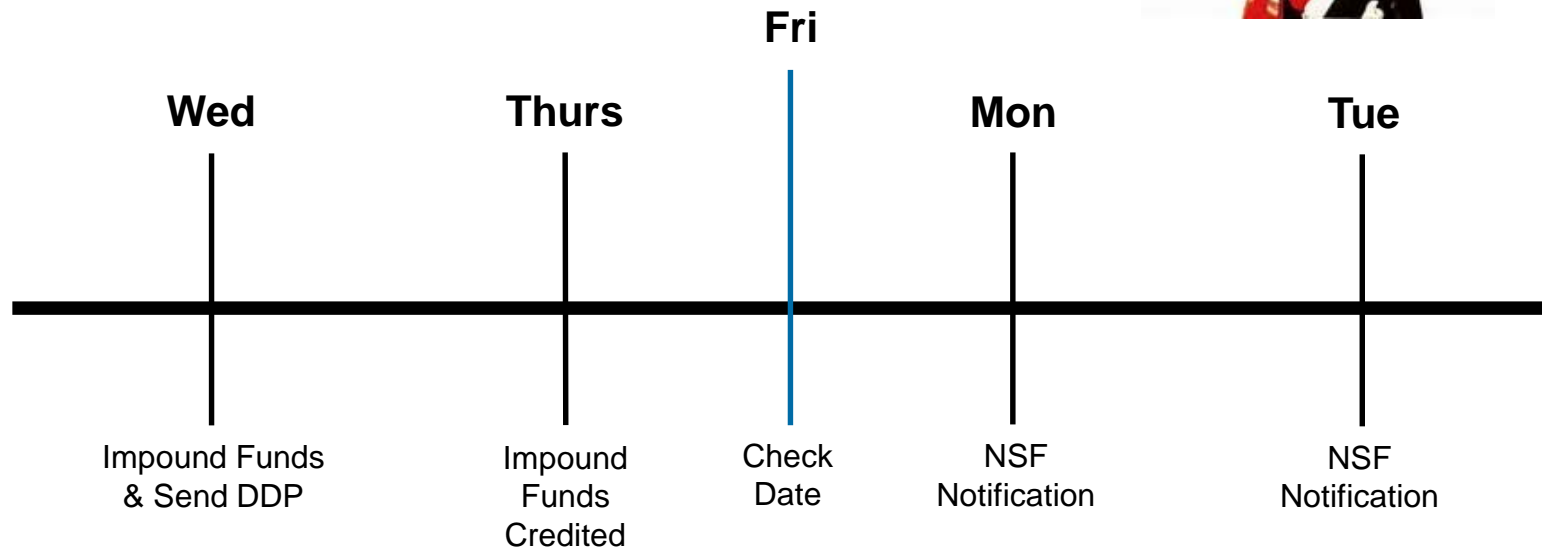 Fri
Wed
Thurs
Mon
Tue
Impound Funds
& Send DDP
Impound
Funds
Credited
Check
Date
NSF
Notification
NSF
Notification